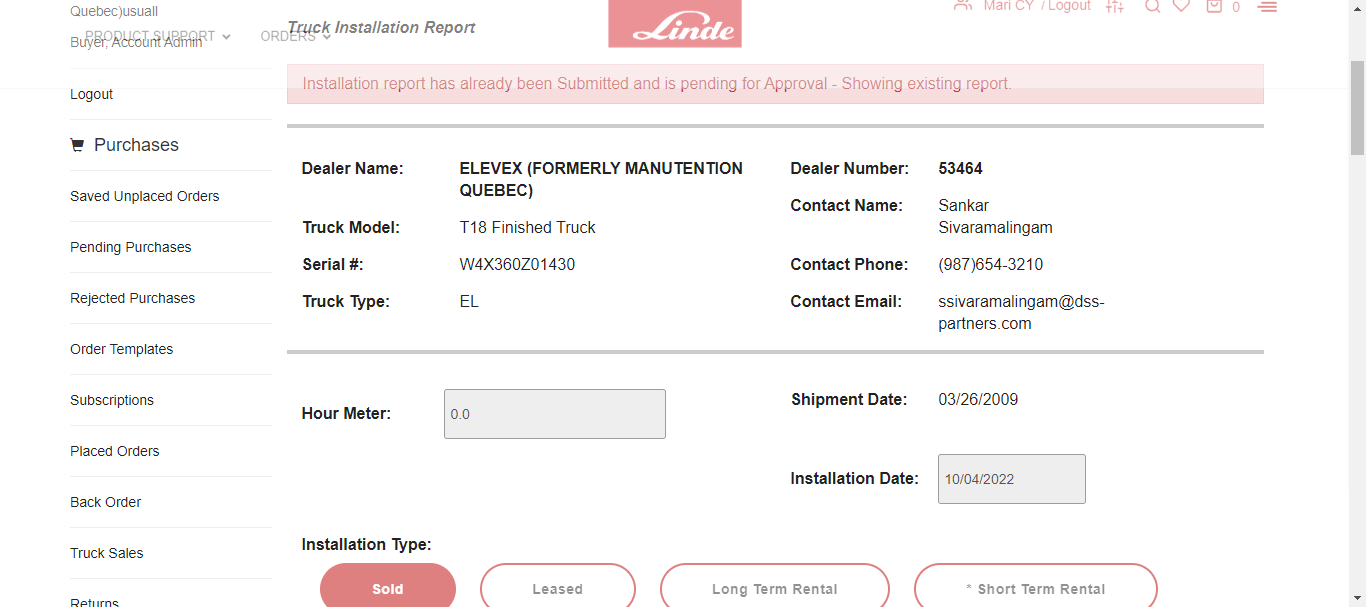 Quebec)usuall
Buyer, Account Admin
PRODUCT SUPPORT
ORDERS
Truck Installation Report
Linde
Mari CY / Logout
0
Logout
Purchases
Saved Unplaced Orders
Pending Purchases
Rejected Purchases
Order Templates
Subscriptions
Placed Orders
Back Order
Truck Sales
Returns
Installation report has already been Submitted and is pending for Approval - Showing existing report.
Dealer Name: ELEVEX (FORMERLY MANUTENTION
QUEBEC)
Truck Model: T18 Finished Truck
Serial #: W4X360Z01430
Truck Type: EL
Dealer Number: 53464
Contact Name: Sankar
Sivaramalingam
Contact Phone: (987)654-3210
Contact Email: ssivaramalingam@dss-
partners.com
Hour Meter: 0.0
Shipment Date: 03/26/2009
Installation Date: 10/04/2022
Installation Type:
Sold
Leased
Long Term Rental
* Short Term Rental